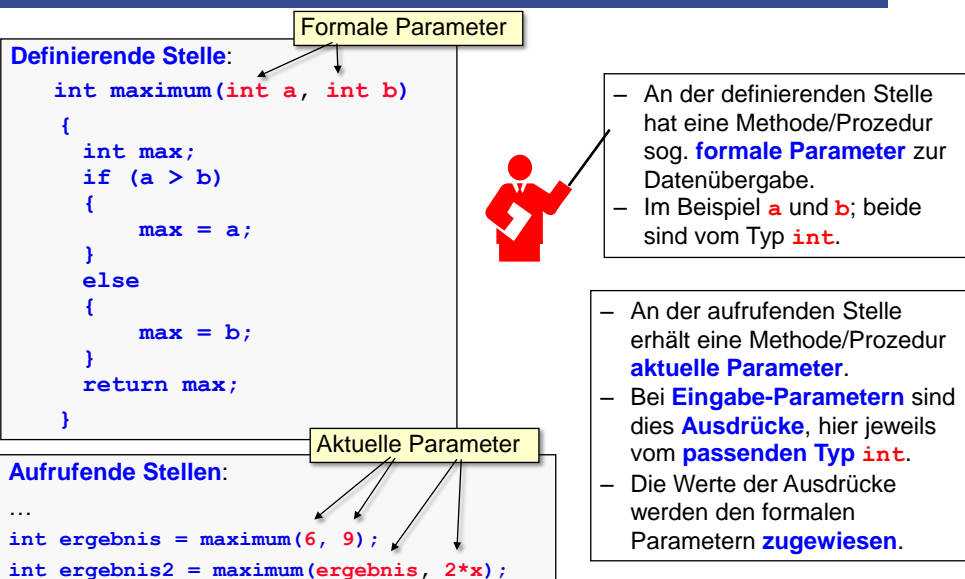 Formale Parameter
Definierende Stelle:
int maximum(int a, int b)
{
int max;
if (a > b)
{
max = a;
}
else
{
max = b;
}
return max;
}
Aktuelle Parameter
Aufrufende Stellen:
…
int ergebnis = maximum(6, 9);
int ergebnis2 = maximum(ergebnis, 2*x);
– An der definierenden Stelle
hat eine Methode/Prozedur
sog. formale Parameter zur
Datenübergabe.
– Im Beispiel a und b; beide
sind vom Typ int.
– An der aufrufenden Stelle
erhält eine Methode/Prozedur
aktuelle Parameter.
– Bei Eingabe-Parametern sind
dies Ausdrücke, hier jeweils
vom passenden Typ int.
– Die Werte der Ausdrücke
werden den formalen
Parametern zugewiesen.